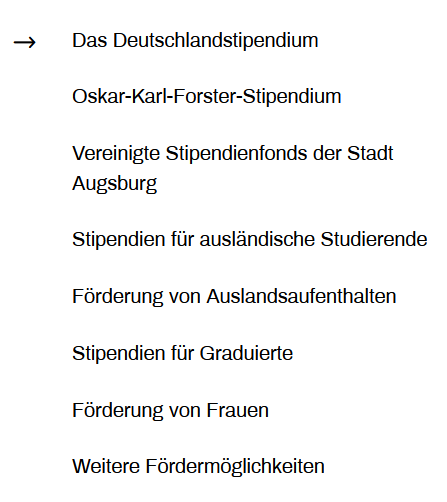 → Das Deutschlandstipendium
Oskar-Karl-Forster-Stipendium
Vereinigte Stipendienfonds der Stadt
Augsburg
Stipendien für ausländische Studierende
Förderung von Auslandsaufenthalten
Stipendien für Graduierte
Förderung von Frauen
Weitere Fördermöglichkeiten